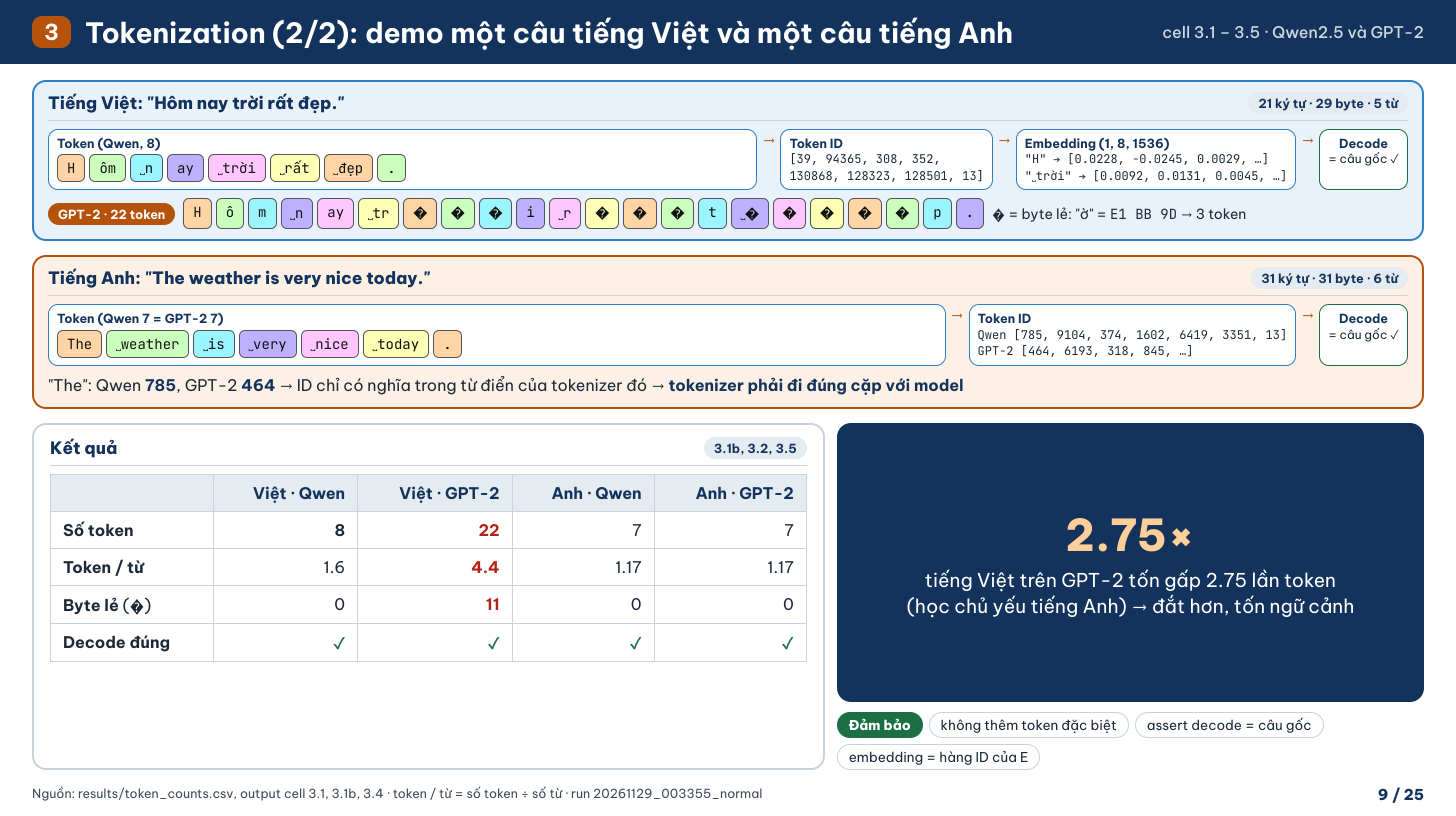 3 Tokenization (2/2): demo một câu tiếng Việt và một câu tiếng Anh
cell 3.1 – 3.5 · Qwen2.5 và GPT-2
Tiếng Việt: "Hôm nay trời rất đẹp."
21 ký tự · 29 byte · 5 từ
Token (Qwen, 8)
H ôm ˽n ay ˽trời ˽rất ˽đẹp .
→
Token ID
[39, 94365, 308, 352,
130868, 128323, 128501, 13]
→
Embedding (1, 8, 1536)
"H" → [0.0228, -0.0245, 0.0029, …]
"˽trời" → [0.0092, 0.0131, 0.0045, …]
→
Decode
= câu gốc ✓
GPT-2 · 22 token H ô m ˽n ay ˽tr � � � i ˽r � � � t ˽� � � � � p . � = byte lẻ: "ờ" = E1 BB 9D → 3 token
Tiếng Anh: "The weather is very nice today."
31 ký tự · 31 byte · 6 từ
Token (Qwen 7 = GPT-2 7)
The ˽weather ˽is ˽very ˽nice ˽today .
→
Token ID
Qwen [785, 9104, 374, 1602, 6419, 3351, 13]
GPT-2 [464, 6193, 318, 845, …]
→
Decode
= câu gốc ✓
"The": Qwen 785, GPT-2 464 → ID chỉ có nghĩa trong từ điển của tokenizer đó → tokenizer phải đi đúng cặp với model
Kết quả
3.1b, 3.2, 3.5
Việt · Qwen Việt · GPT-2 Anh · Qwen Anh · GPT-2
Số token 8 22 7 7
Token / từ 1.6 4.4 1.17 1.17
Byte lẻ (�) 0 11 0 0
Decode đúng ✓ ✓ ✓ ✓
2.75×
tiếng Việt trên GPT-2 tốn gấp 2.75 lần token
(học chủ yếu tiếng Anh) → đắt hơn, tốn ngữ cảnh
Đảm bảo không thêm token đặc biệt assert decode = câu gốc
embedding = hàng ID của E
Nguồn: results/token_counts.csv, output cell 3.1, 3.1b, 3.4 · token / từ = số token ÷ số từ · run 20261129_003355_normal
9 / 25